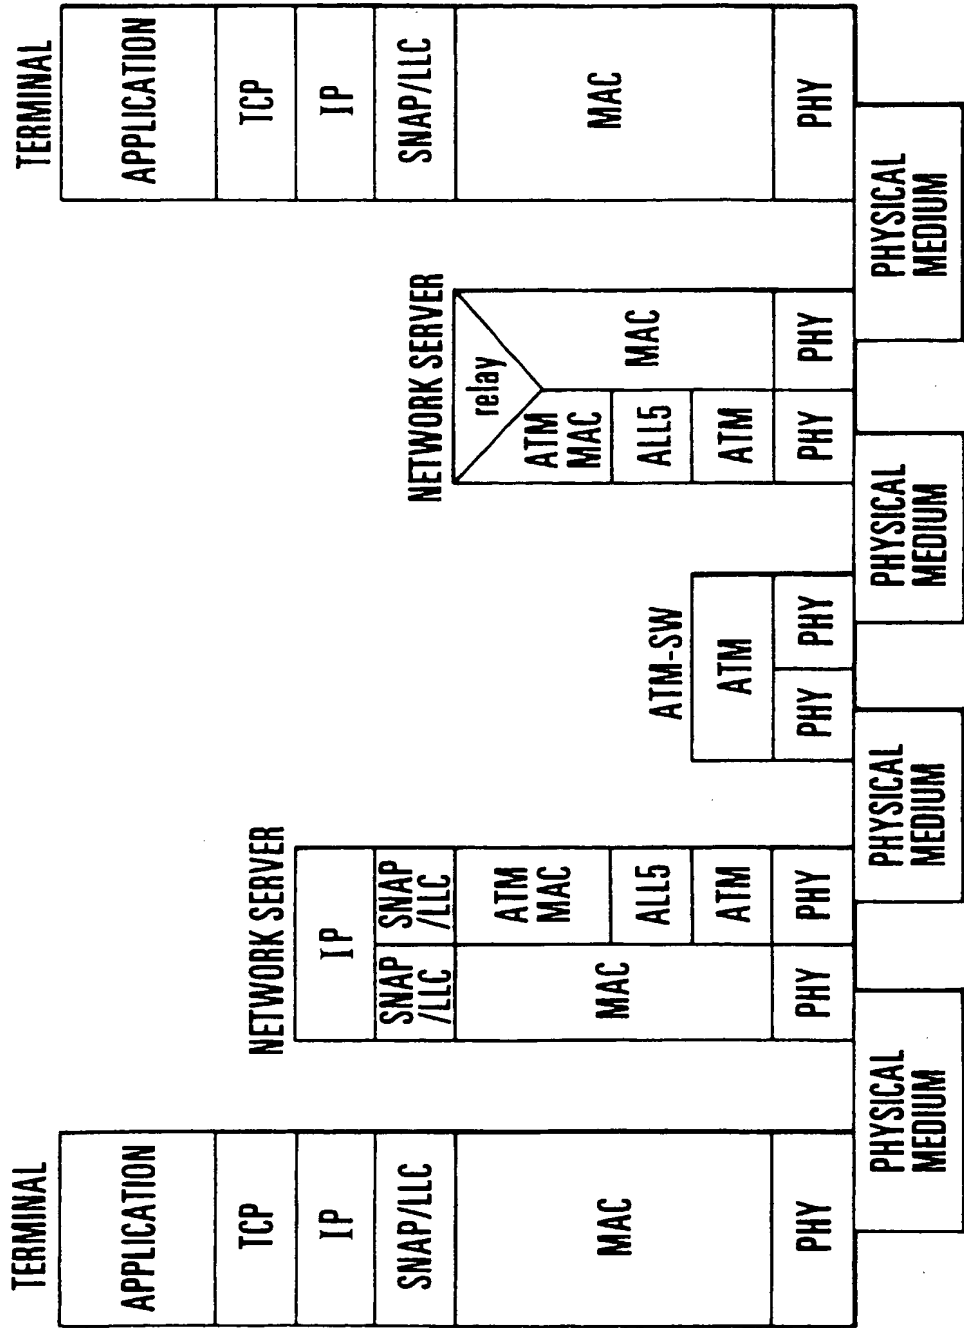 TERMINAL
APPLICATION
TCP
IP
SNAP/LLC
MAC
PHY
PHYSICAL
MEDIUM
NETWORK SERVER
IP
SNAP
/LLC
SNAP
/LLC
MAC
ATM
MAC
ALL5
ATM
PHY
PHY
PHYSICAL
MEDIUM
ATM-SW
ATM
PHY
PHY
PHYSICAL
MEDIUM
NETWORK SERVER
relay
ATM
MAC
ALL5
ATM
MAC
PHY
PHY
PHYSICAL
MEDIUM
TERMINAL
APPLICATION
TCP
IP
SNAP/LLC
MAC
PHY